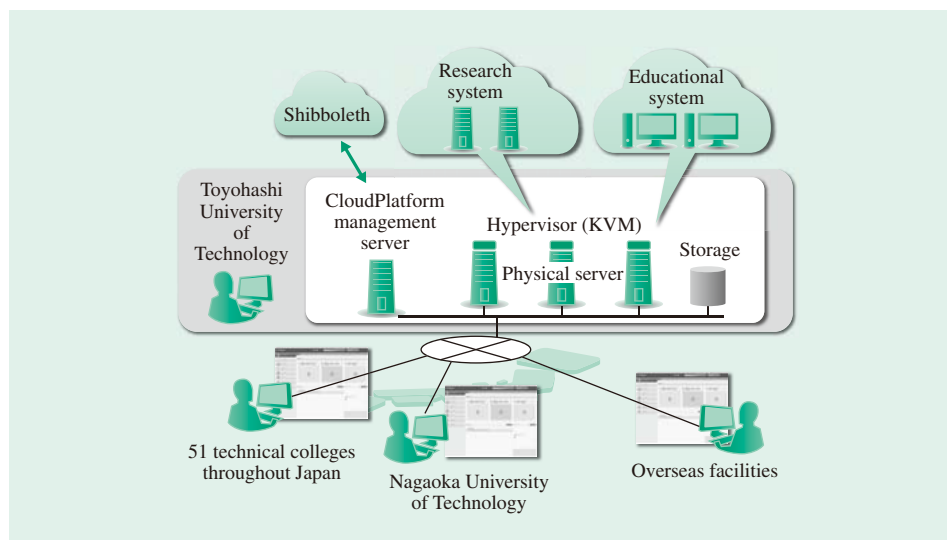 Research
system
Educational
system
Shibboleth
Toyohashi
University
of
Technology
CloudPlatform
management
server
Hypervisor (KVM)
Physical server
Storage
51 technical colleges
throughout Japan
Nagaoka University
of Technology
Overseas facilities